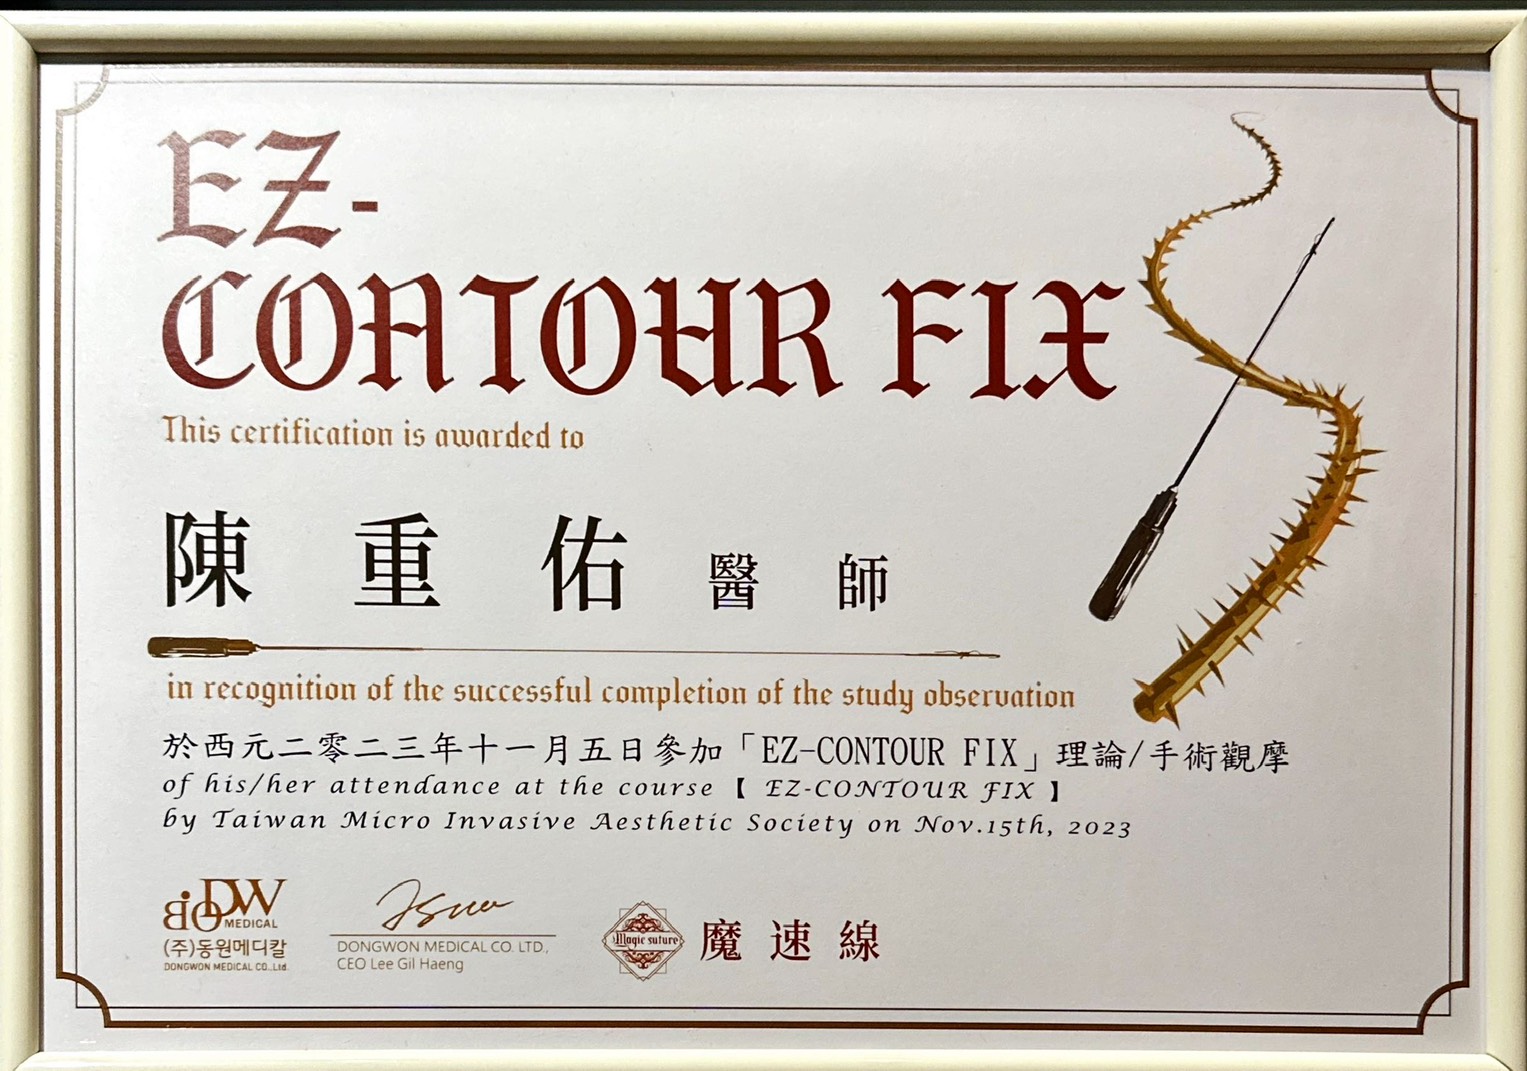 EZ-
CONTOUR FIX
This certification is awarded to
陳重佑 醫師
in recognition of the successful completion of the study observation
於西元二零二三年十一月五日參加「EZ-CONTOUR FIX」理論/手術觀摩
of his/her attendance at the course【 EZ-CONTOUR FIX 】
by Taiwan Micro Invasive Aesthetic Society on Nov.15th, 2023
BIO DW
MEDICAL
(주)동원메디칼
DONGWON MEDICAL CO.,Ltd.
DONGWON MEDICAL CO. LTD.,
CEO Lee Gil Haeng
Magic suture
魔速線